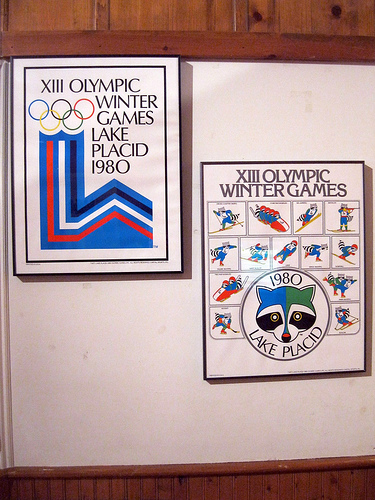 XIII OLYMPIC
WINTER
GAMES
LAKE
PLACID
1980
XIII OLYMPIC
WINTER GAMES
1980
LAKE PLACID